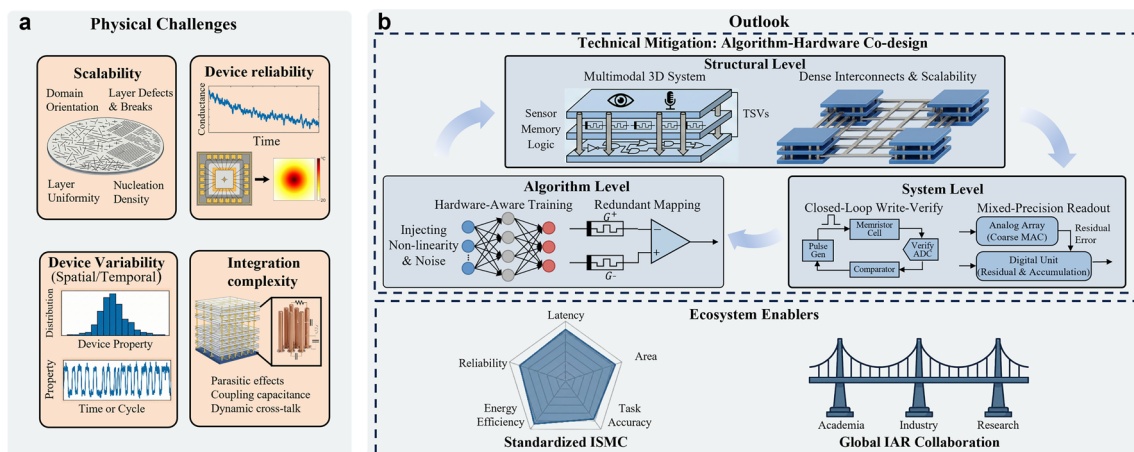 a
Physical Challenges
Scalability
Domain
Orientation
Layer Defects
& Breaks
Layer
Uniformity
Nucleation
Density
Device reliability
Conductance
Time
°C
Device Variability
(Spatial/Temporal)
Distribution
Device Property
Property
Time or Cycle
Integration
complexity
Parasitic effects
Coupling capacitance
Dynamic cross-talk
b
Outlook
Technical Mitigation: Algorithm-Hardware Co-design
Structural Level
Multimodal 3D System
Sensor
Memory
Logic
TSVs
Dense Interconnects & Scalability
Algorithm Level
Hardware-Aware Training
Injecting
Non-linearity
& Noise
Redundant Mapping
G+
G-
−
+
System Level
Closed-Loop Write-Verify
Pulse
Gen
Memristor
Cell
Verify
ADC
Comparator
Mixed-Precision Readout
Analog Array
(Coarse MAC)
Residual
Error
Digital Unit
(Residual & Accumulation)
Ecosystem Enablers
Latency
Area
Task
Accuracy
Energy
Efficiency
Reliability
Standardized ISMC
Academia
Industry
Research
Global IAR Collaboration